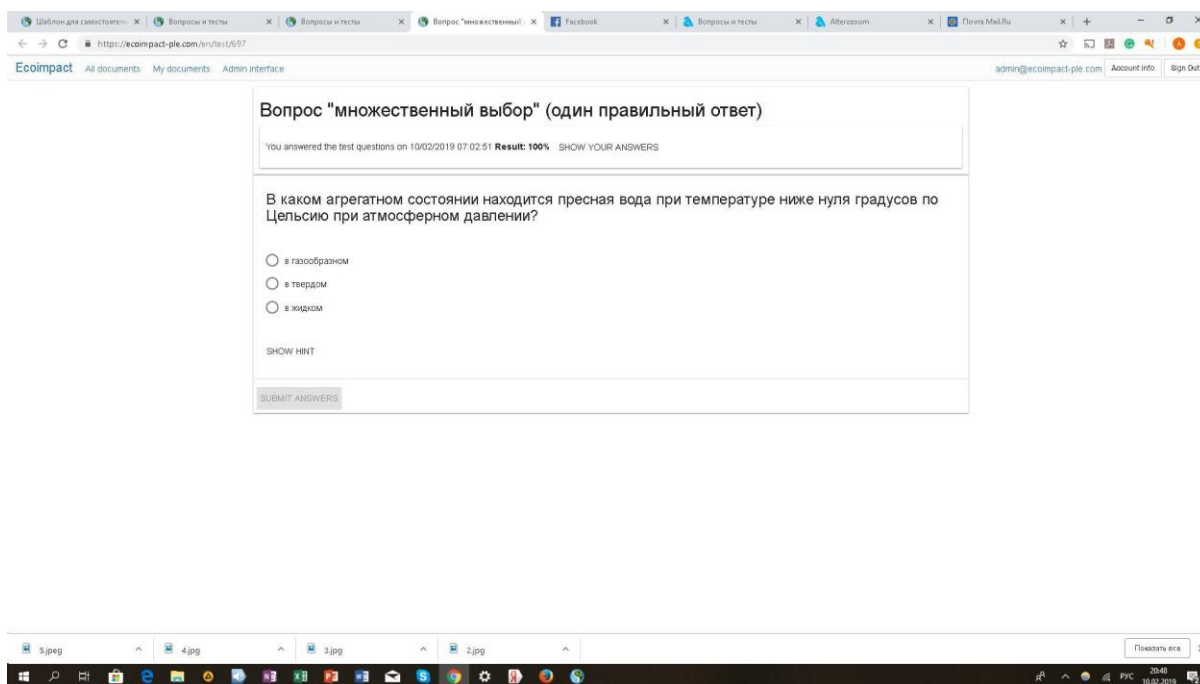 Шаблон для самостоятель
Вопросы и тесты
Вопросы и тесты
Вопрос "множественный
Facebook
Вопросы и тесты
Alterozoom
Почта Mail.Ru
https://ecoimpact-ple.com/en/test/697
Ecoimpact All documents My documents Admin interface
admin@ecoimpact-ple.com Account info Sign Out
Вопрос "множественный выбор" (один правильный ответ)
You answered the test questions on 10/02/2019 07:02:51 Result: 100% SHOW YOUR ANSWERS
В каком агрегатном состоянии находится пресная вода при температуре ниже нуля градусов по
Цельсию при атмосферном давлении?
в газообразном
в твердом
в жидком
SHOW HINT
SUBMIT ANSWERS
5.jpeg
4.jpg
3.jpg
2.jpg
Показать все
РУС
20:48
10.02.2019